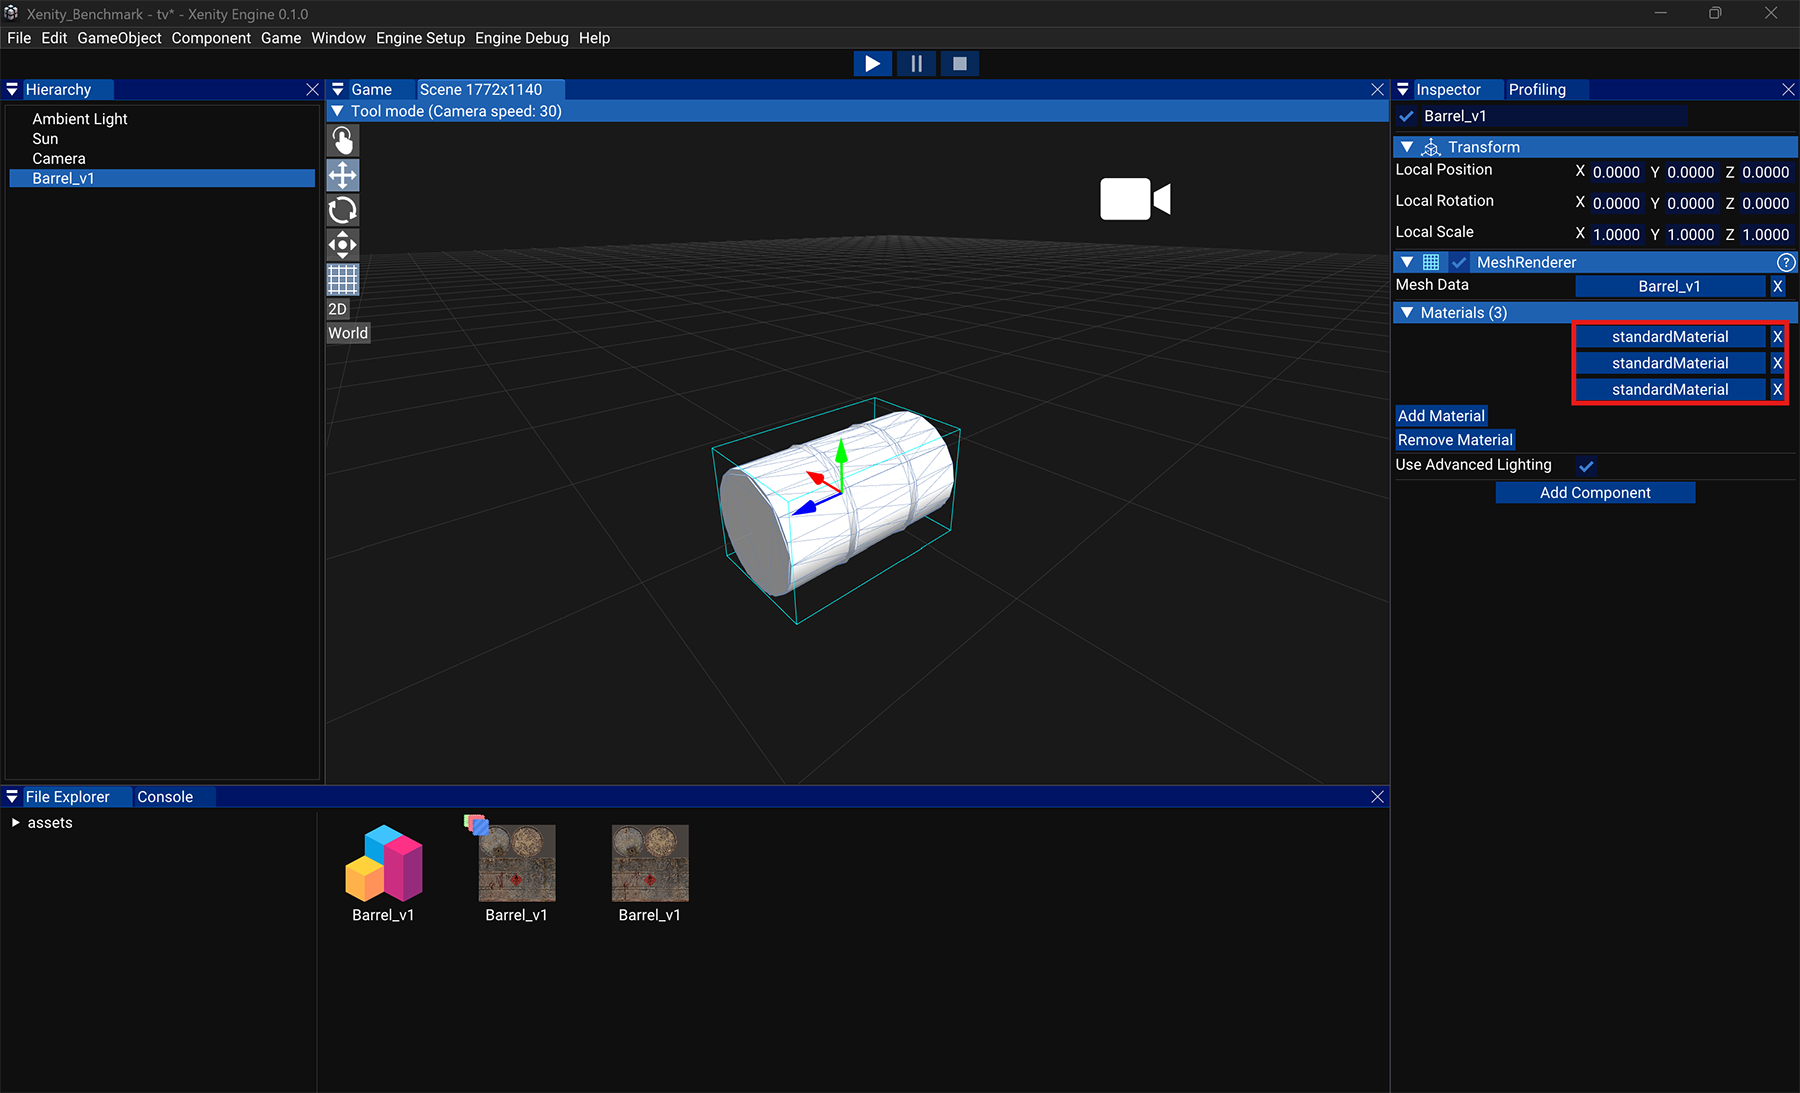 Xenity_Benchmark - tv* - Xenity Engine 0.1.0
File Edit GameObject Component Game Window Engine Setup Engine Debug Help
Hierarchy
Ambient Light
Sun
Camera
Barrel_v1
Game Scene 1772x1140
Tool mode (Camera speed: 30)
2D
World
Inspector Profiling
Barrel_v1
Transform
Local Position X 0.0000 Y 0.0000 Z 0.0000
Local Rotation X 0.0000 Y 0.0000 Z 0.0000
Local Scale X 1.0000 Y 1.0000 Z 1.0000
MeshRenderer ?
Mesh Data Barrel_v1 X
Materials (3)
standardMaterial X
standardMaterial X
standardMaterial X
Add Material
Remove Material
Use Advanced Lighting
Add Component
File Explorer Console
assets
Barrel_v1 Barrel_v1 Barrel_v1